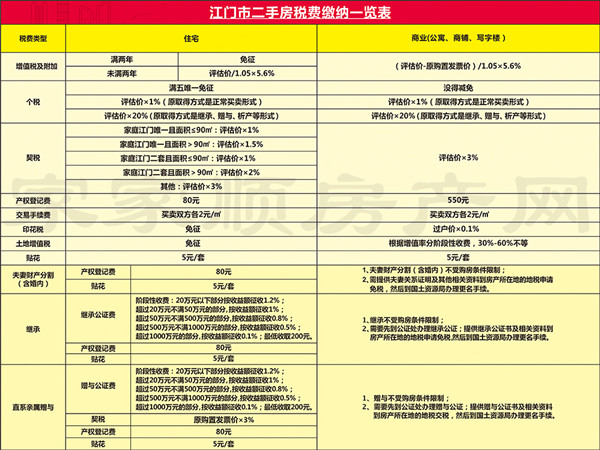 江门市二手房税费缴纳一览表
税费类型 住宅 商业(公寓、商铺、写字楼)
增值税及附加 满两年 免征 (评估价-原购置发票价)/1.05×5.6%
未满两年 评估价/1.05×5.6%
个税 满五唯一免征 没得减免
评估价×1%(原取得方式是正常买卖形式) 评估价×1%(原取得方式是正常买卖形式)
评估价×20%(原取得方式是继承、赠与、析产等形式) 评估价×20%(原取得方式是继承、赠与、析产等形式)
契税 家庭江门唯一且面积≤90㎡:评估价×1% 评估价×3%
家庭江门唯一且面积>90㎡:评估价×1.5%
家庭江门二套且面积≤90㎡:评估价×1%
家庭江门二套且面积>90㎡:评估价×2%
其他:评估价×3%
产权登记费 80元 550元
交易手续费 买卖双方各2元/㎡ 买卖双方各2元/㎡
印花税 免征 过户价×0.1%
土地增值税 免征 根据增值率分阶段性收费,30%-60%不等
贴花 5元/套 5元/套
夫妻财产分割
(含婚内)
产权登记费 80元
贴花 5元/套
1、夫妻财产分割(含婚内)不受购房条件限制;
2、需提供夫妻关系证明及其他相关资料到房产所在地的地税申请
免税,然后到国土资源局办理更名手续。
继承
继承公证费
阶段性收费:20万元以下部分按收益额征收1.2%;
超过20万元不满50万元的部分,按收益额征收1%;
超过50万元不满500万元的部分,按收益额征收0.8%;
超过500万元不满1000万元的部分,按收益额征收0.5%;
超过1000万元的部分,按收益额征收0.1%;最低收取200元。
产权登记费 80元
贴花 5元/套
1、继承不受购房条件限制;
2、需要先到公证处办理继承公证;提供继承公证书及相关资料到
房产所在地的地税申请免税,然后到国土资源局办理更名手续。
直系亲属赠与
赠与公证费
阶段性收费:20万元以下部分按收益额征收1.2%;
超过20万元不满50万元的部分,按收益额征收1%;
超过50万元不满500万元的部分,按收益额征收0.8%;
超过500万元不满1000万元的部分,按收益额征收0.5%;
超过1000万元的部分,按收益额征收0.1%;最低收取200元。
契税 原购置发票价×3%
产权登记费 80元
贴花 5元/套
1、赠与不受购房条件限制;
2、需要先到公证处办理赠与公证;提供赠与公证书及相关资料
到房产所在地的地税交税,然后到国土资源局办理更名手续。
家家顺房产网